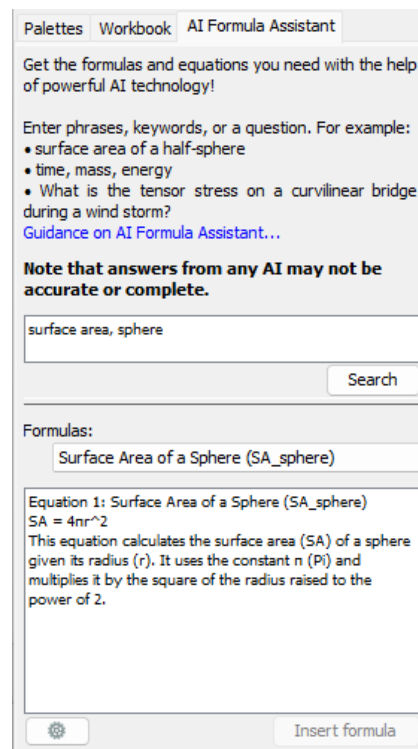 Palettes Workbook AI Formula Assistant
Get the formulas and equations you need with the help
of powerful AI technology!
Enter phrases, keywords, or a question. For example:
• surface area of a half-sphere
• time, mass, energy
• What is the tensor stress on a curvilinear bridge
during a wind storm?
Guidance on AI Formula Assistant...
Note that answers from any AI may not be
accurate or complete.
surface area, sphere
Search
Formulas:
Surface Area of a Sphere (SA_sphere)
Equation 1: Surface Area of a Sphere (SA_sphere)
SA = 4πr^2
This equation calculates the surface area (SA) of a sphere
given its radius (r). It uses the constant π (Pi) and
multiplies it by the square of the radius raised to the
power of 2.
Insert formula